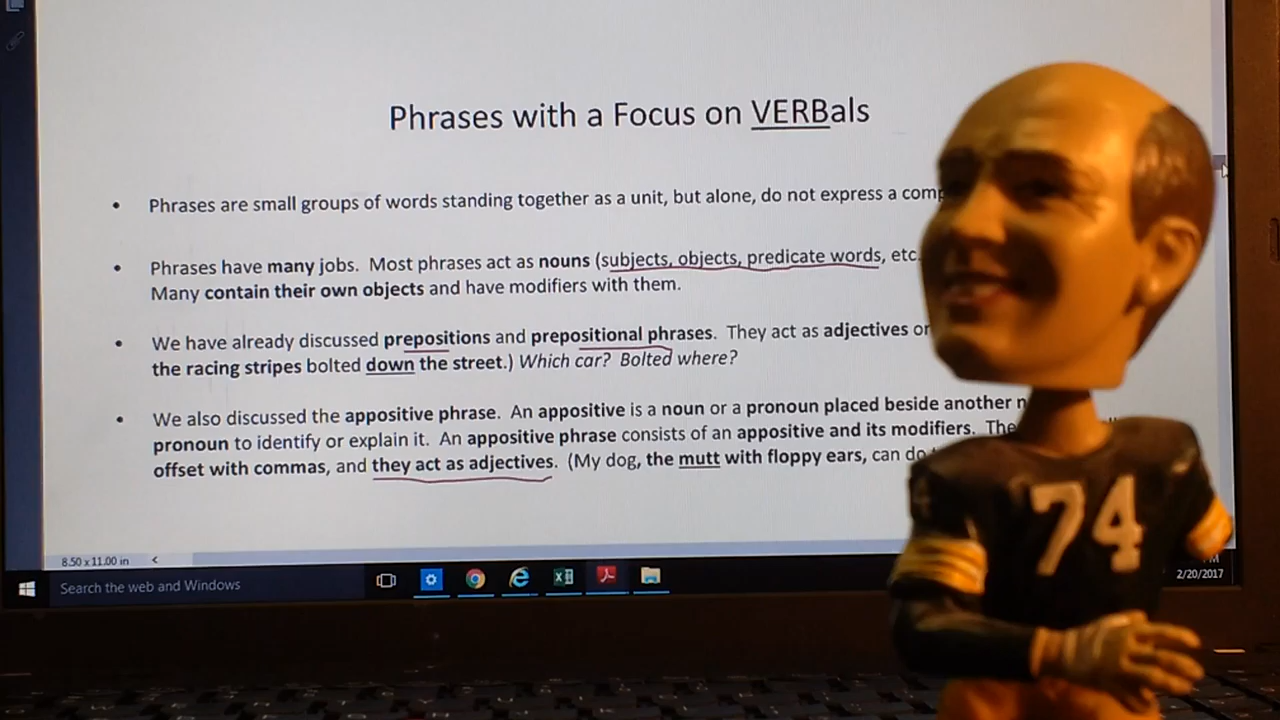 Phrases with a Focus on VERBals
• Phrases are small groups of words standing together as a unit, but alone, do not express a comp
• Phrases have many jobs. Most phrases act as nouns (subjects, objects, predicate words, etc.
Many contain their own objects and have modifiers with them.
• We have already discussed prepositions and prepositional phrases. They act as adjectives or
the racing stripes bolted down the street.) Which car? Bolted where?
• We also discussed the appositive phrase. An appositive is a noun or a pronoun placed beside another n
pronoun to identify or explain it. An appositive phrase consists of an appositive and its modifiers. The
offset with commas, and they act as adjectives. (My dog, the mutt with floppy ears, can do
8.50 x 11.00 in <
Search the web and Windows
2/20/2017
74